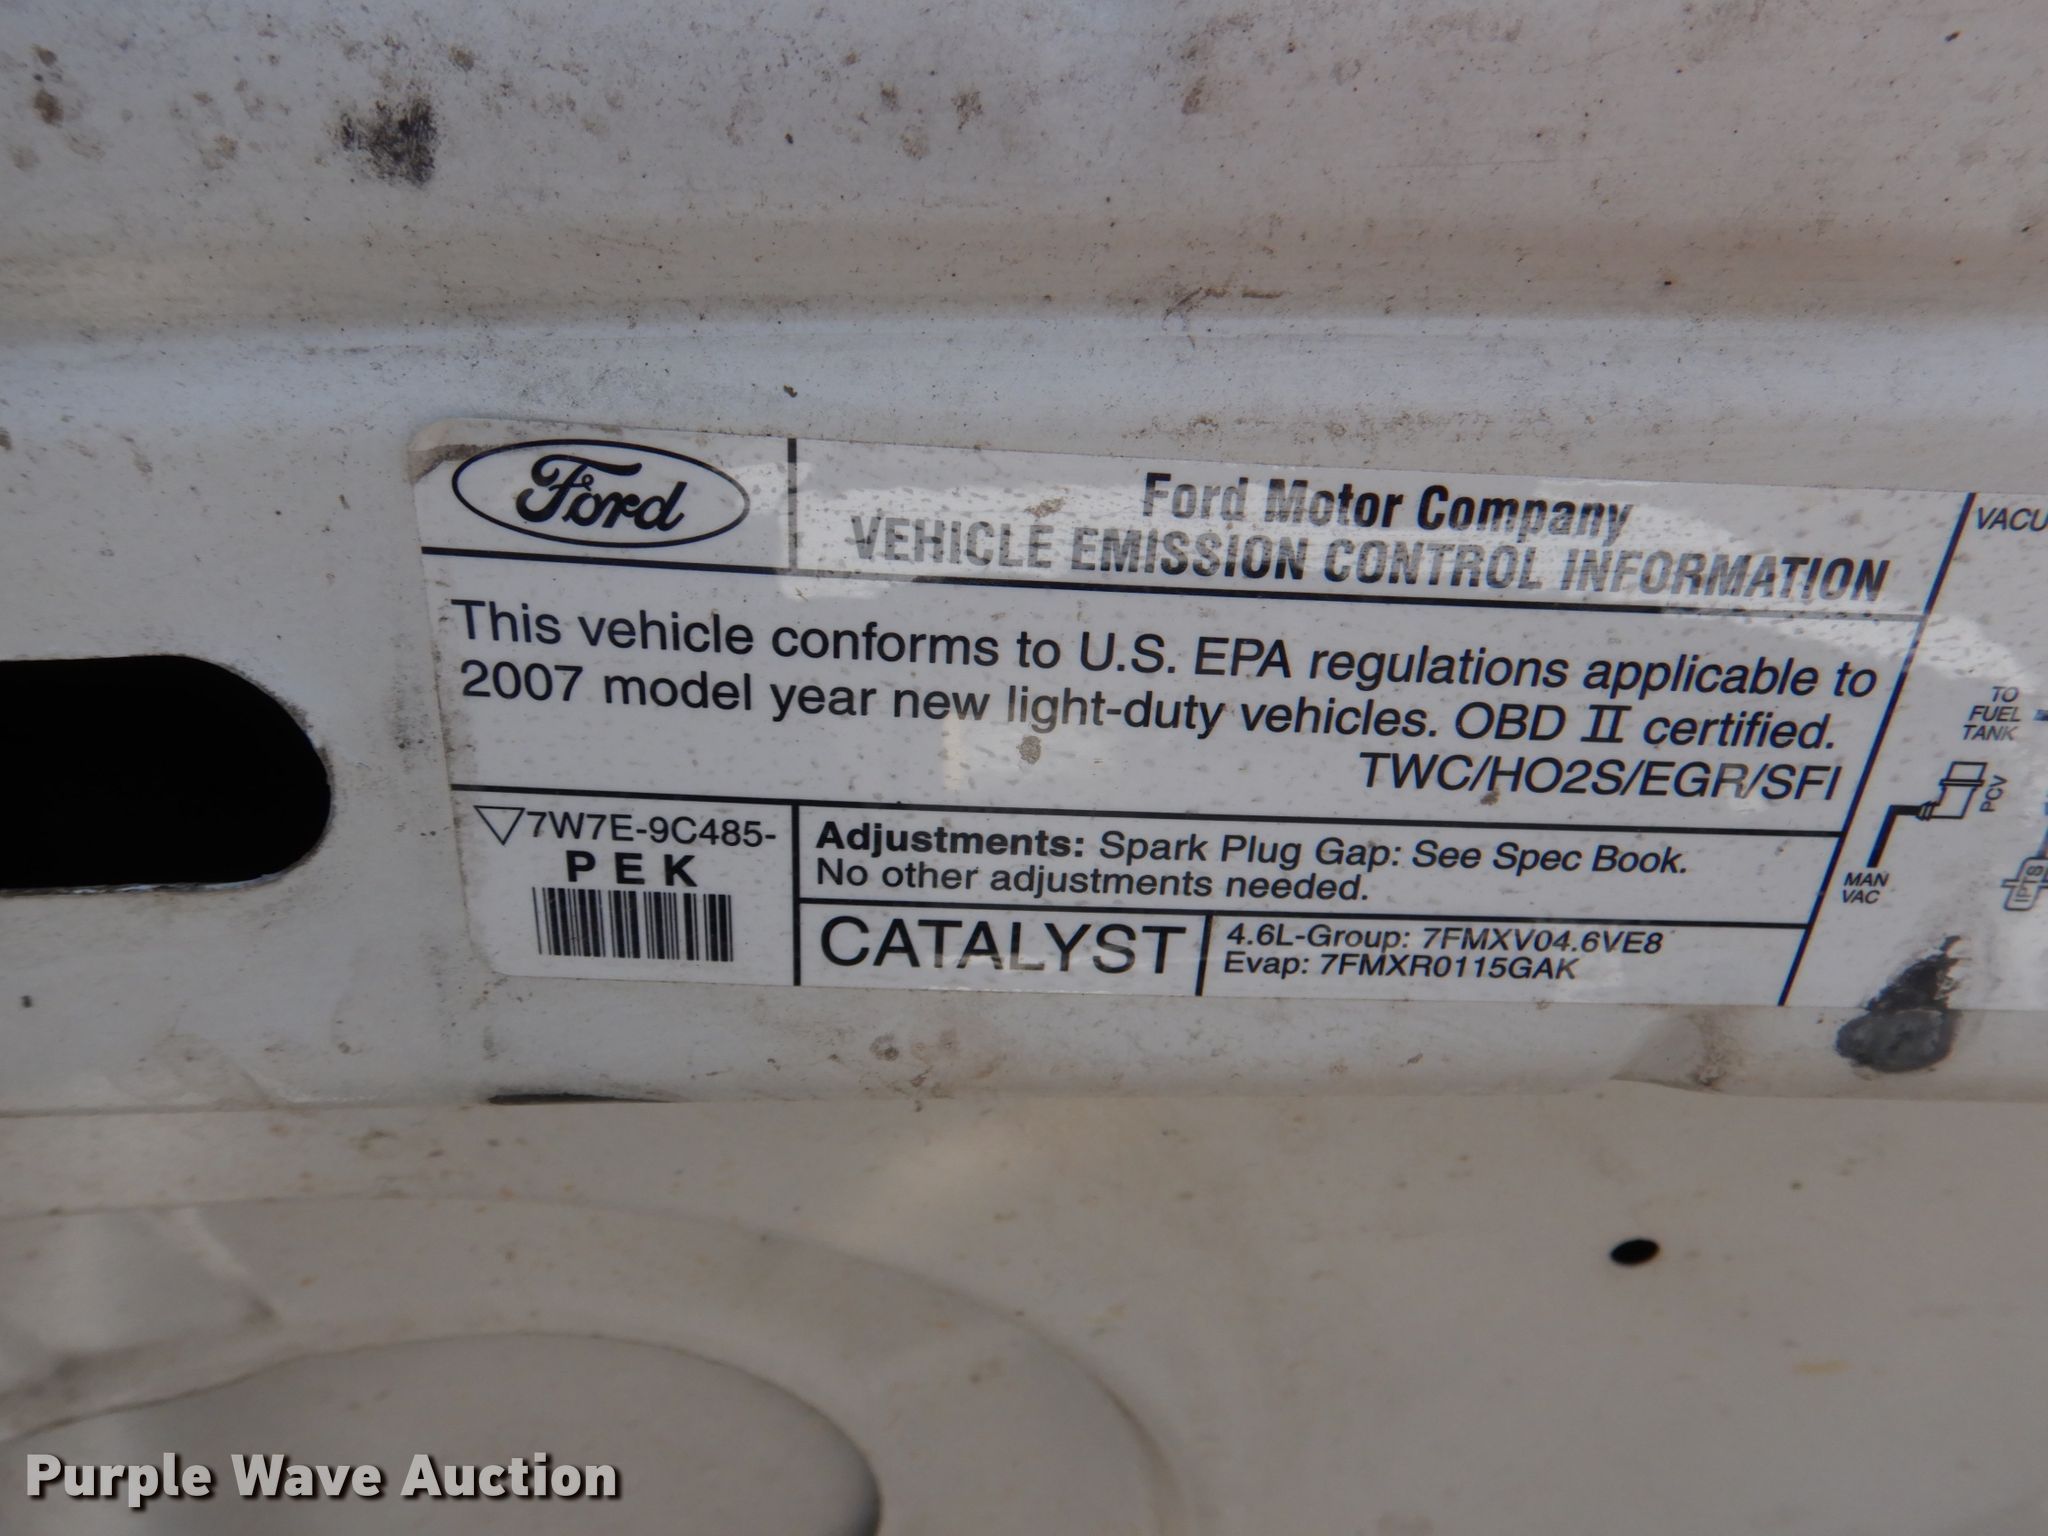 Ford
Ford Motor Company
VEHICLE EMISSION CONTROL INFORMATION
This vehicle conforms to U.S. EPA regulations applicable to
2007 model year new light-duty vehicles. OBD II certified.
TWC/HO2S/EGR/SFI
7W7E-9C485-
PEK
Adjustments: Spark Plug Gap: See Spec Book.
No other adjustments needed.
CATALYST
4.6L-Group: 7FMXV04.6VE8
Evap: 7FMXR0115GAK
VACU
TO
FUEL
TANK
PCV
MAN
VAC
Purple Wave Auction